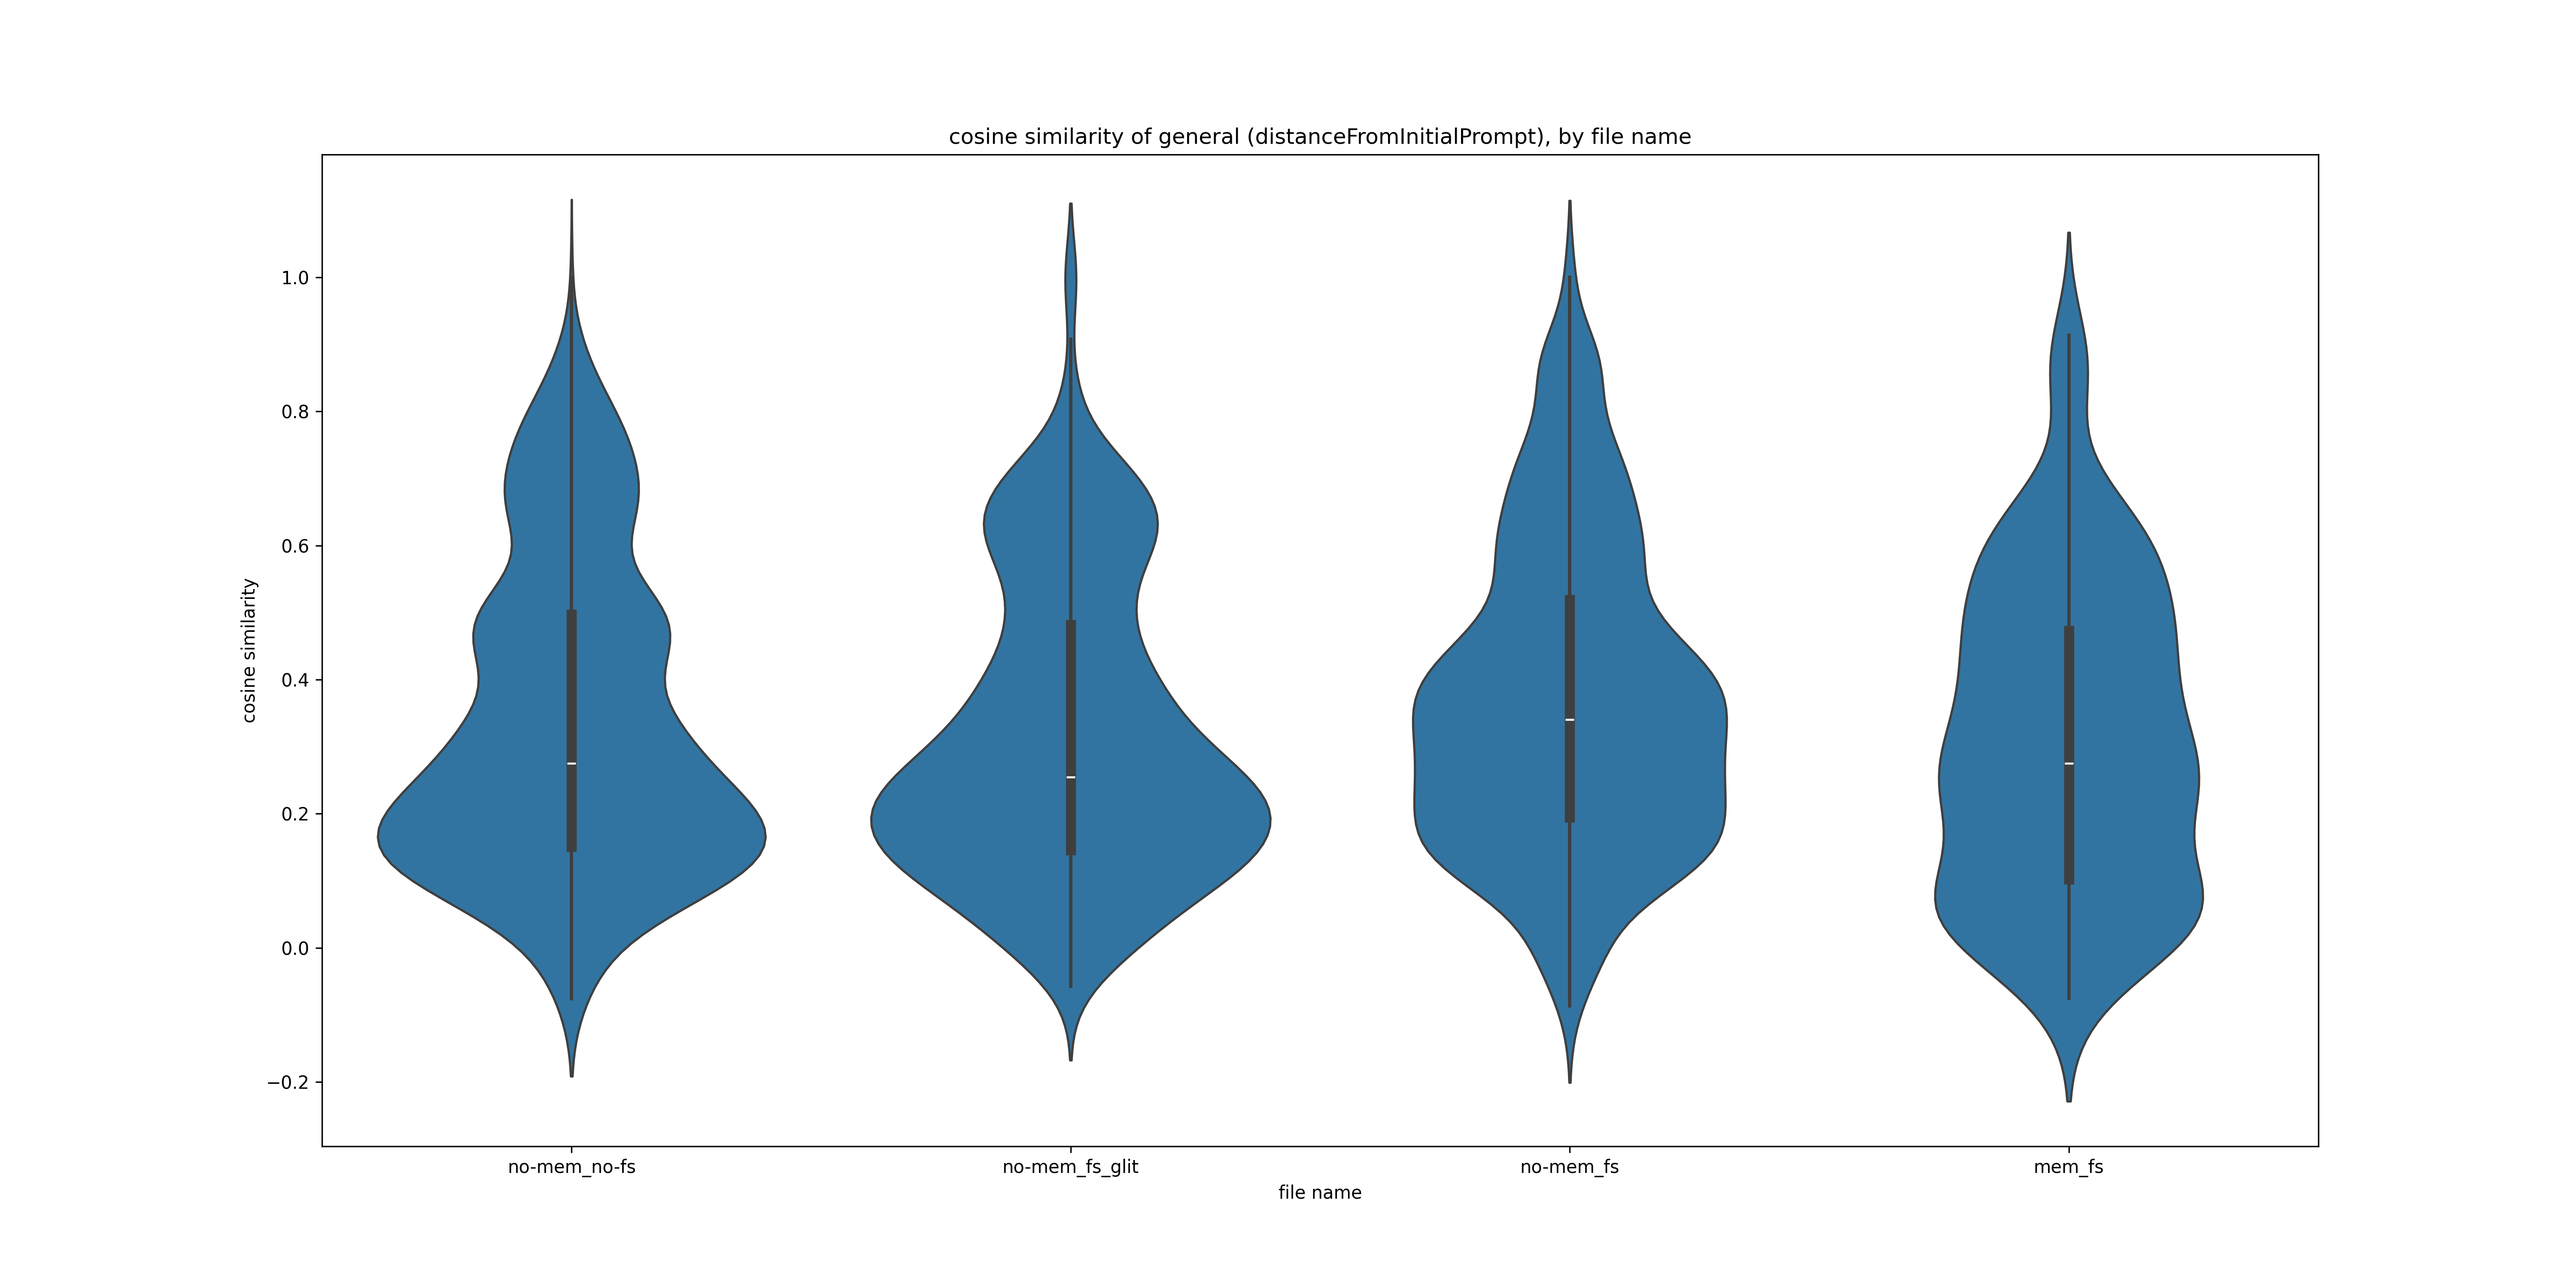 cosine similarity of general (distanceFromInitialPrompt), by file name
1.0
0.8
0.6
0.4
0.2
0.0
−0.2
cosine similarity
no-mem_no-fs
no-mem_fs_glit
no-mem_fs
mem_fs
file name